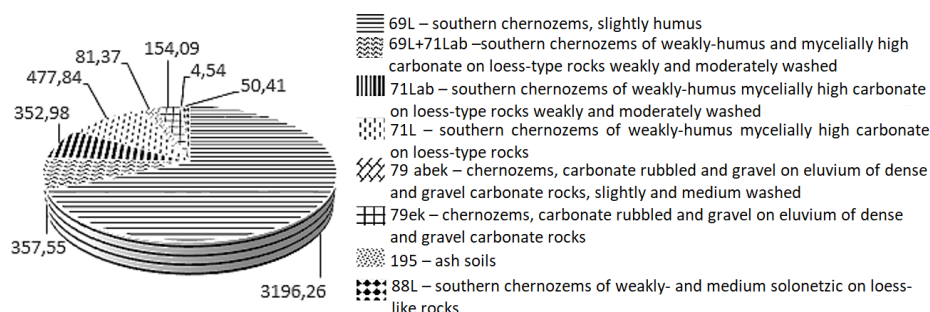 154,09
81,37
4,54
477,84
50,41
352,98
357,55
3196,26
69L – southern chernozems, slightly humus
69L+71Lab –southern chernozems of weakly-humus and mycelially high
carbonate on loess-type rocks weakly and moderately washed
71Lab – southern chernozems of weakly-humus mycelially high carbonate
on loess-type rocks weakly and moderately washed
71L – southern chernozems of weakly-humus mycelially high carbonate
on loess-type rocks
79 abek – chernozems, carbonate rubbled and gravel on eluvium of dense
and gravel carbonate rocks, slightly and medium washed
79ek – chernozems, carbonate rubbled and gravel on eluvium of dense
and gravel carbonate rocks
195 – ash soils
88L – southern chernozems of weakly- and medium solonetzic on loess-
like rocks